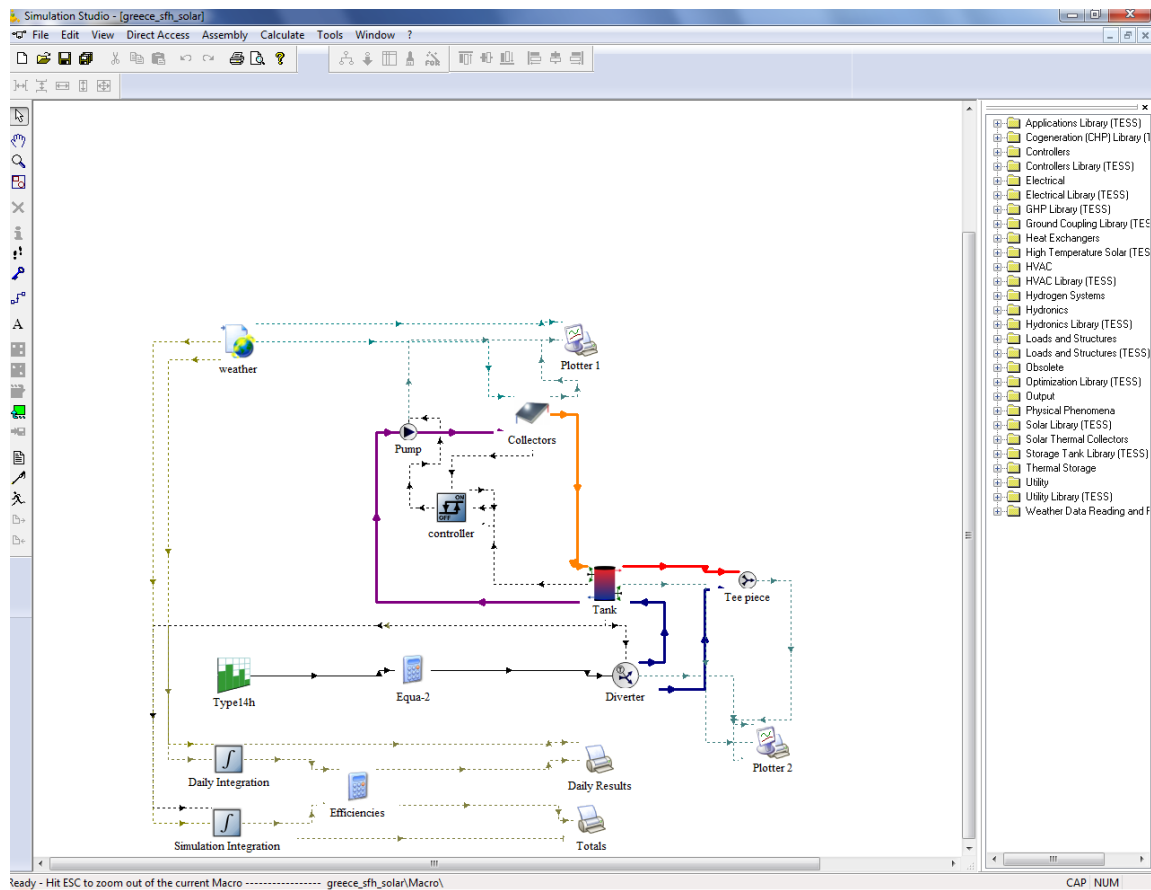 Simulation Studio - [greece_sfh_solar]
File Edit View Direct Access Assembly Calculate Tools Window ?
FOR
A
weather
Plotter 1
Collectors
Pump
ON
OFF
controller
Tank
Tee piece
Type14h
Equa-2
Diverter
Plotter 2
Daily Integration
Daily Results
Efficiencies
Simulation Integration
Totals
Applications Library (TESS)
Cogeneration (CHP) Library (T
Controllers
Controllers Library (TESS)
Electrical
Electrical Library (TESS)
GHP Library (TESS)
Ground Coupling Library (TES
Heat Exchangers
High Temperature Solar (TES
HVAC
HVAC Library (TESS)
Hydrogen Systems
Hydronics
Hydronics Library (TESS)
Loads and Structures
Loads and Structures (TESS)
Obsolete
Optimization Library (TESS)
Output
Physical Phenomena
Solar Library (TESS)
Solar Thermal Collectors
Storage Tank Library (TESS)
Thermal Storage
Utility
Utility Library (TESS)
Weather Data Reading and F
Ready - Hit ESC to zoom out of the current Macro ----------------- greece_sfh_solar\Macro\
CAP NUM